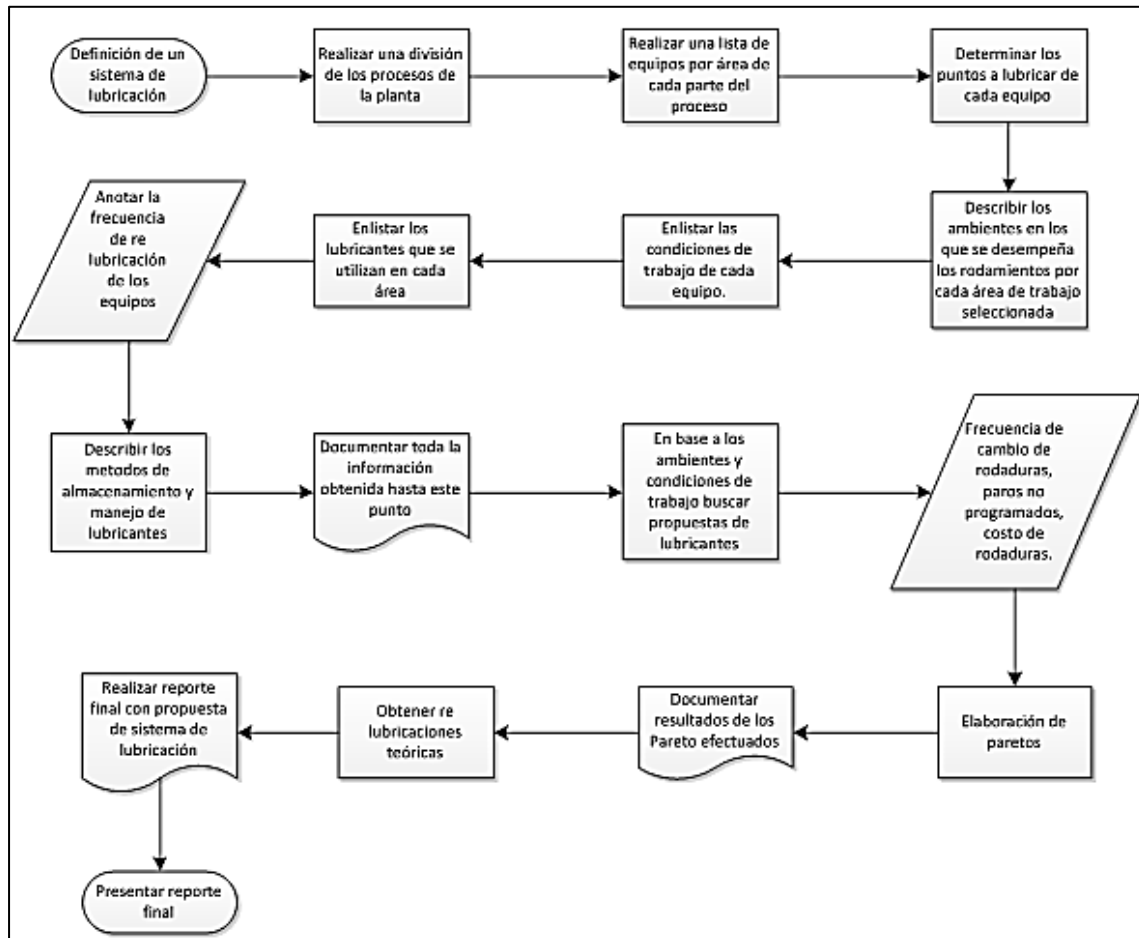 Definición de un
sistema de
lubricación
Realizar una división
de los procesos de
la planta
Realizar una lista de
equipos por área de
cada parte del
proceso
Determinar los
puntos a lubricar de
cada equipo
Describir los
ambientes en los
que se desempeña
los rodamientos por
cada área de trabajo
seleccionada
Enlistar las
condiciones de
trabajo de cada
equipo.
Enlistar los
lubricantes que se
utilizan en cada
área
Anotar la
frecuencia
de re
lubricación
de los
equipos
Describir los
metodos de
almacenamiento y
manejo de
lubricantes
Documentar toda la
información
obtenida hasta este
punto
En base a los
ambientes y
condiciones de
trabajo buscar
propuestas de
lubricantes
Frecuencia de
cambio de
rodaduras,
paros no
programados,
costo de
rodaduras.
Elaboración de
paretos
Documentar
resultados de los
Pareto efectuados
Obtener re
lubricaciones
teóricas
Realizar reporte
final con propuesta
de sistema de
lubricación
Presentar reporte
final